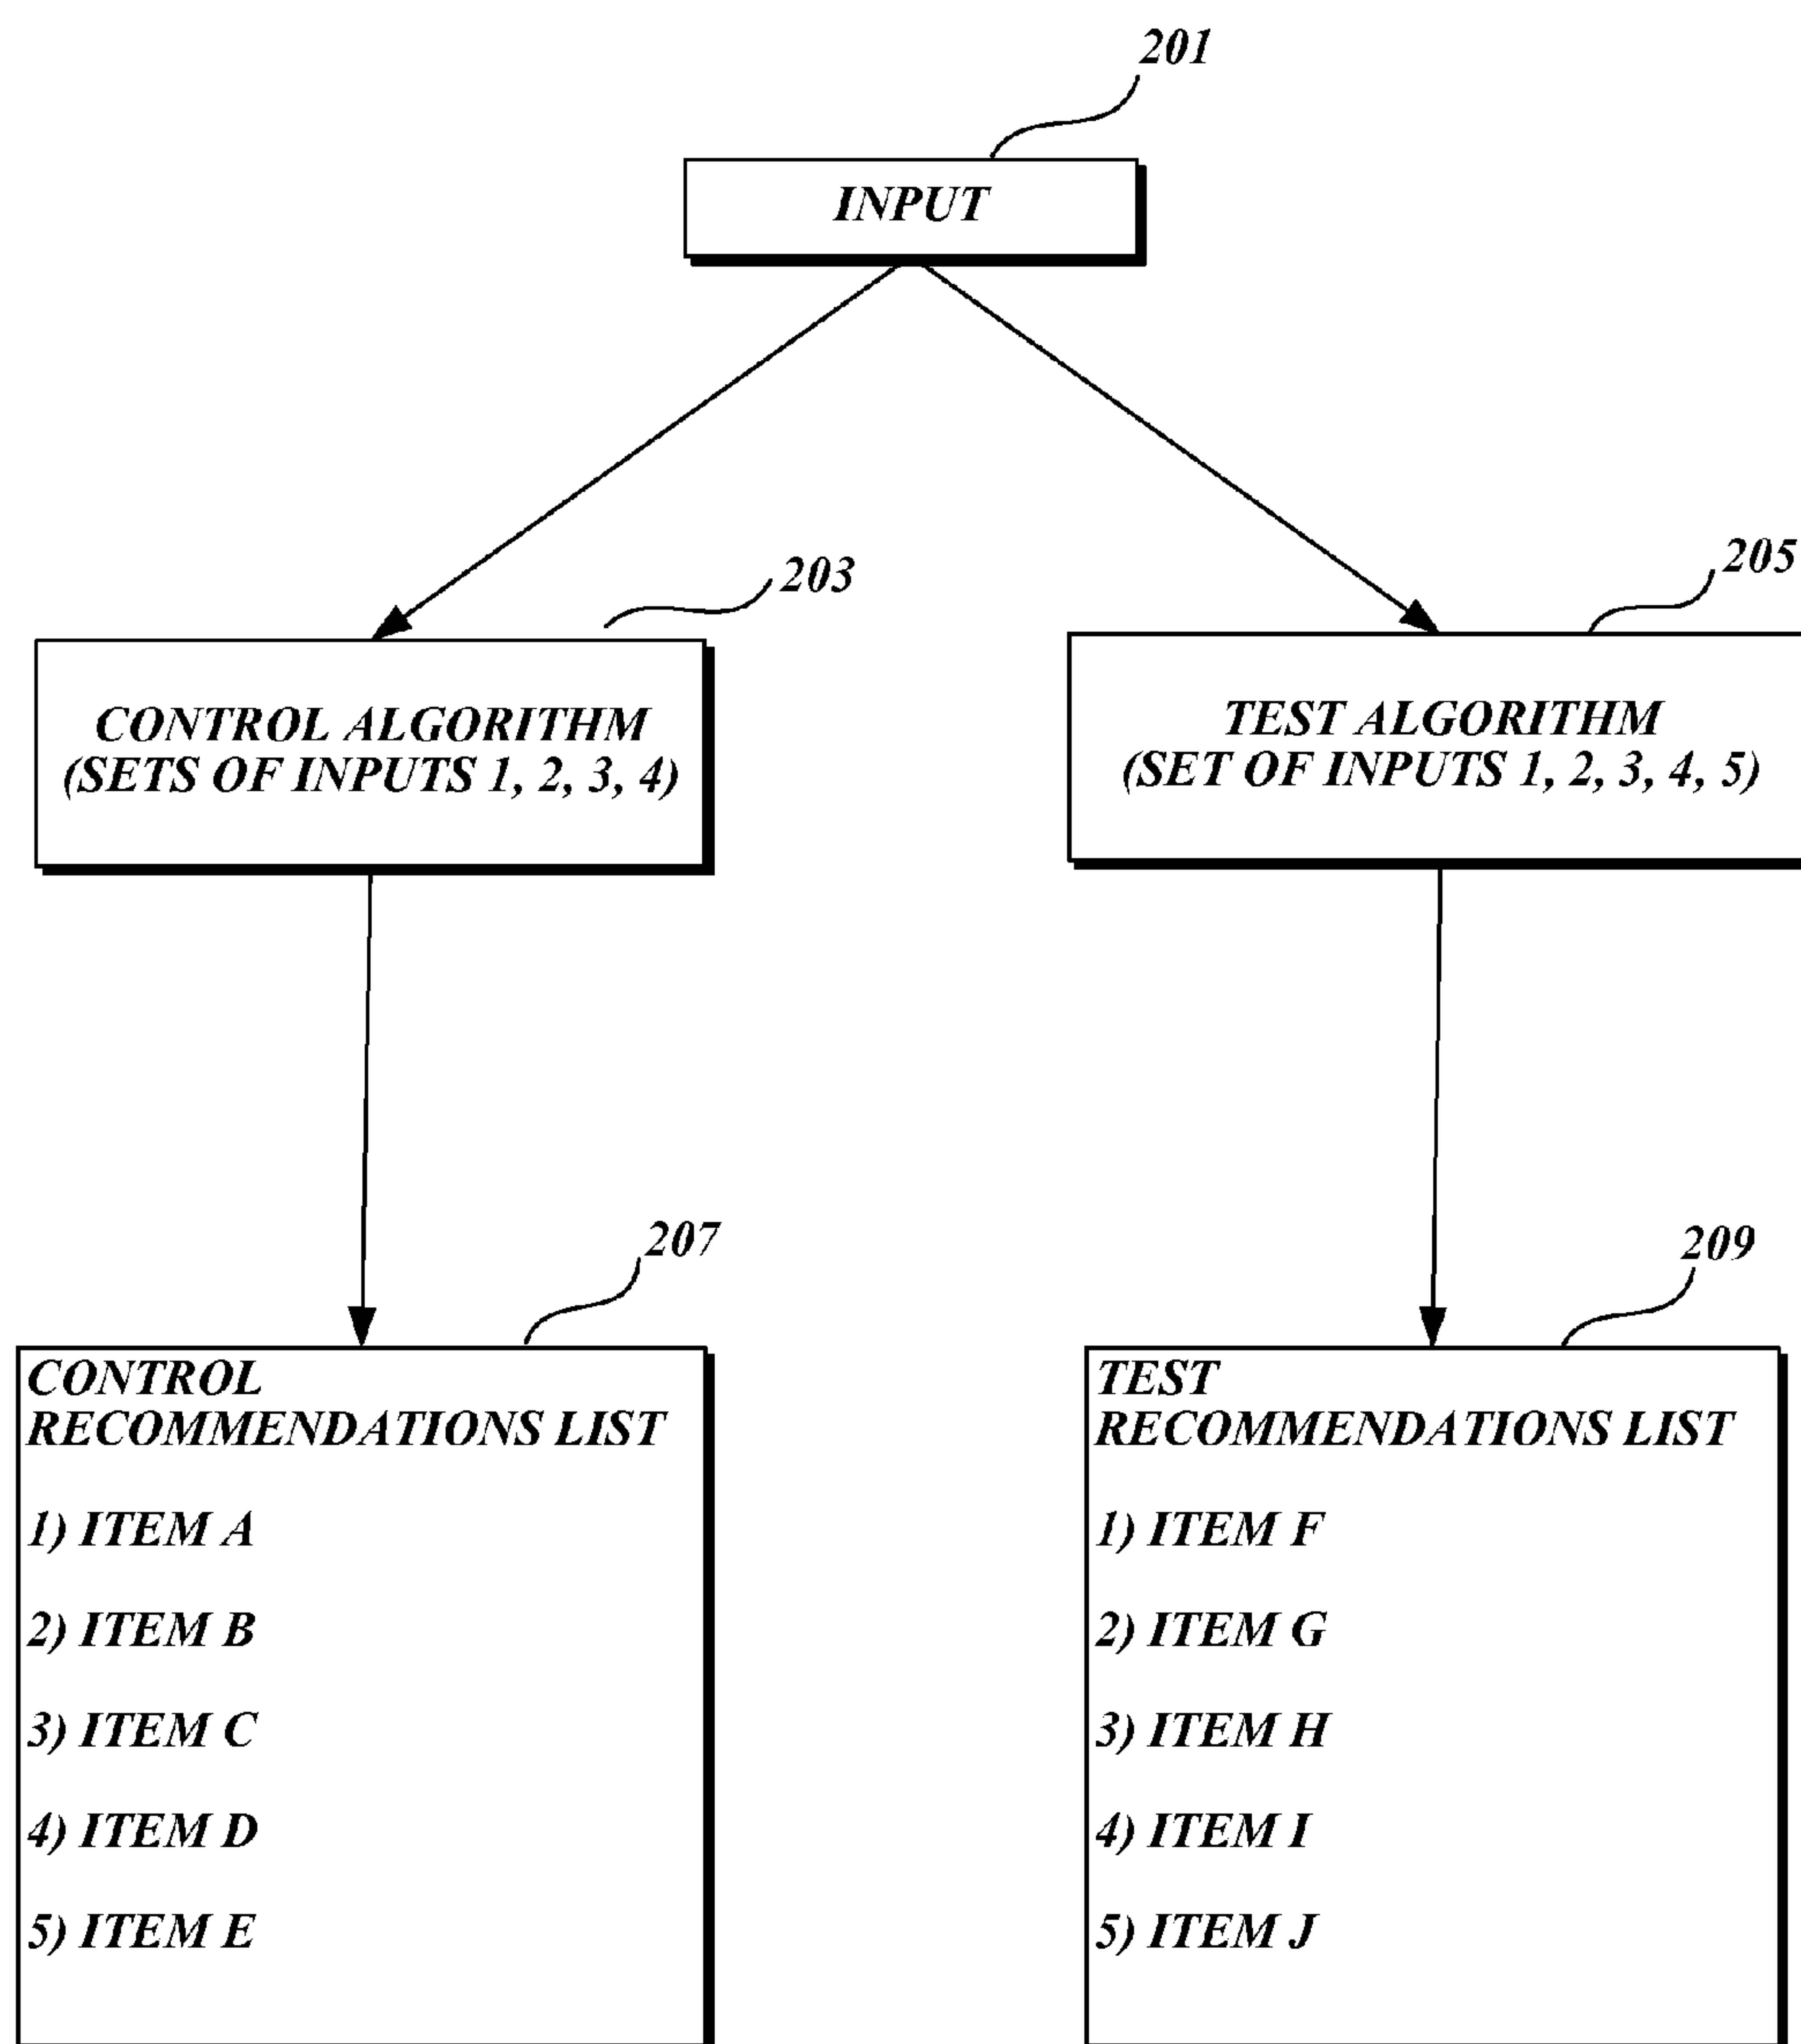 201
INPUT
203
205
CONTROL ALGORITHM
(SETS OF INPUTS 1, 2, 3, 4)
TEST ALGORITHM
(SET OF INPUTS 1, 2, 3, 4, 5)
207
209
CONTROL
RECOMMENDATIONS LIST
1) ITEM A
2) ITEM B
3) ITEM C
4) ITEM D
5) ITEM E
TEST
RECOMMENDATIONS LIST
1) ITEM F
2) ITEM G
3) ITEM H
4) ITEM I
5) ITEM J